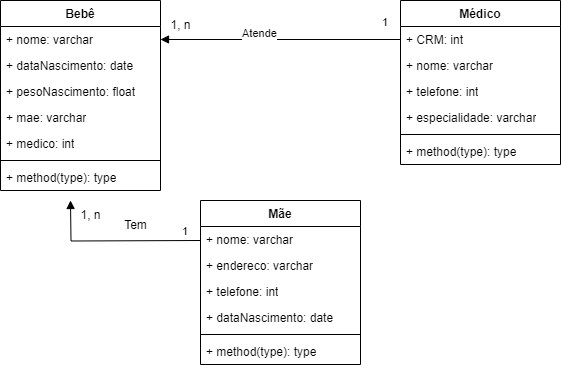 Bebê
+ nome: varchar
+ dataNascimento: date
+ pesoNascimento: float
+ mae: varchar
+ medico: int
+ method(type): type
1, n
Atende
1
Médico
+ CRM: int
+ nome: varchar
+ telefone: int
+ especialidade: varchar
+ method(type): type
1, n
Tem
1
Mãe
+ nome: varchar
+ endereco: varchar
+ telefone: int
+ dataNascimento: date
+ method(type): type